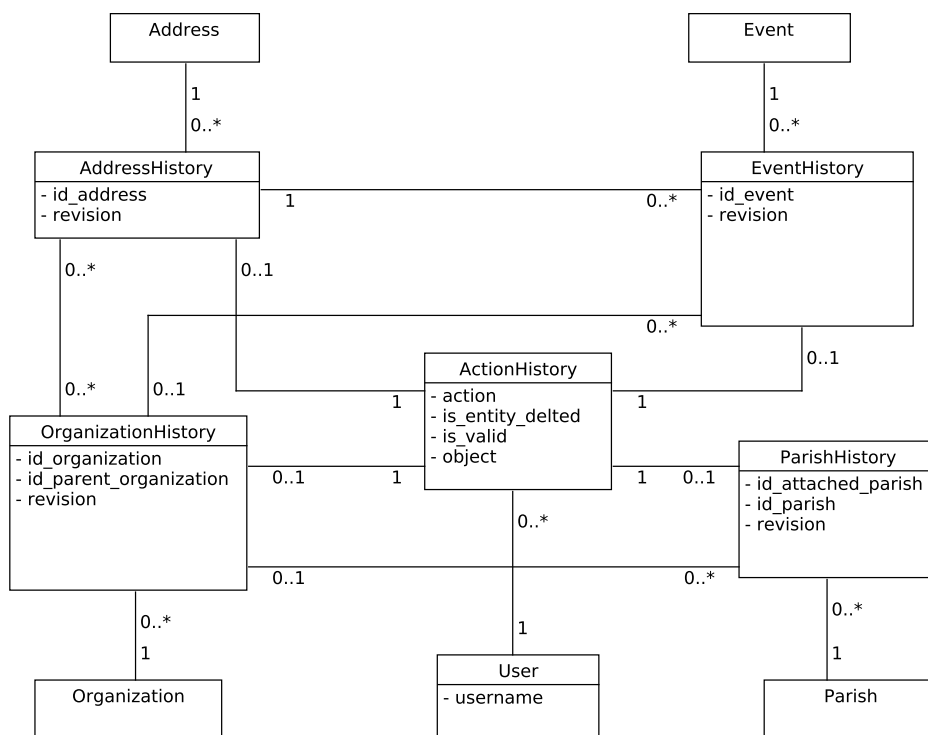 Address
Event
1
1
0..*
0..*
AddressHistory
- id_address
- revision
EventHistory
- id_event
- revision
1
0..*
0..*
0..1
0..*
0..1
0..*
0..1
ActionHistory
- action
- is_entity_delted
- is_valid
- object
1
1
OrganizationHistory
- id_organization
- id_parent_organization
- revision
0..1
1
1
0..1
ParishHistory
- id_attached_parish
- id_parish
- revision
0..*
0..1
0..*
0..*
1
0..*
1
1
Organization
User
- username
Parish